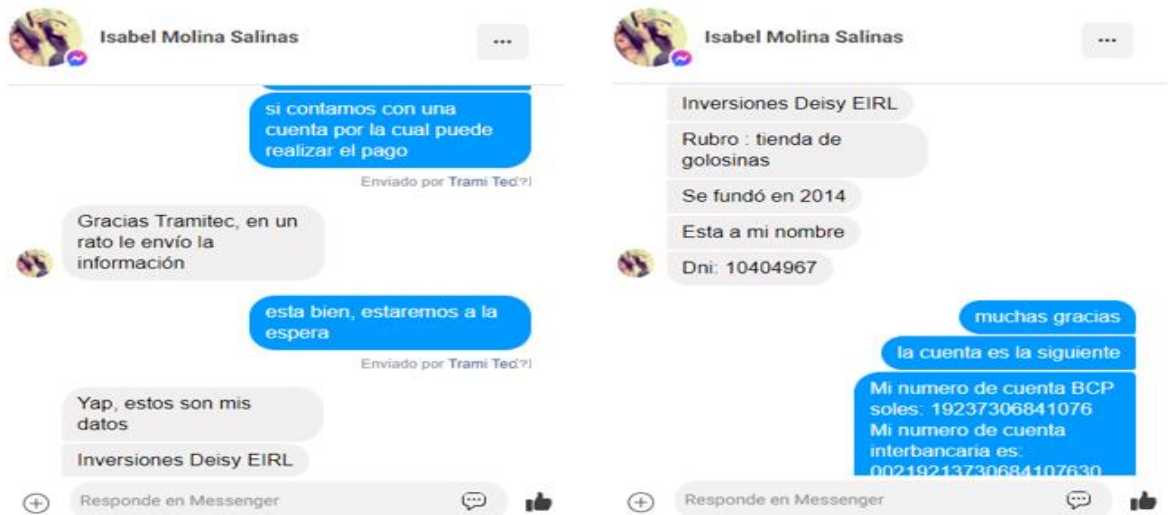 Isabel Molina Salinas
...
si contamos con una
cuenta por la cual puede
realizar el pago
Enviado por Trami Tec[?]
Gracias Tramitec, en un
rato le envío la
información
esta bien, estaremos a la
espera
Enviado por Trami Tec[?]
Yap, estos son mis
datos
Inversiones Deisy EIRL
Responde en Messenger
Isabel Molina Salinas
...
Inversiones Deisy EIRL
Rubro : tienda de
golosinas
Se fundó en 2014
Esta a mi nombre
Dni: 10404967
muchas gracias
la cuenta es la siguiente
Mi numero de cuenta BCP
soles: 19237306841076
Mi numero de cuenta
interbancaria es:
00219213730684107630
Responde en Messenger